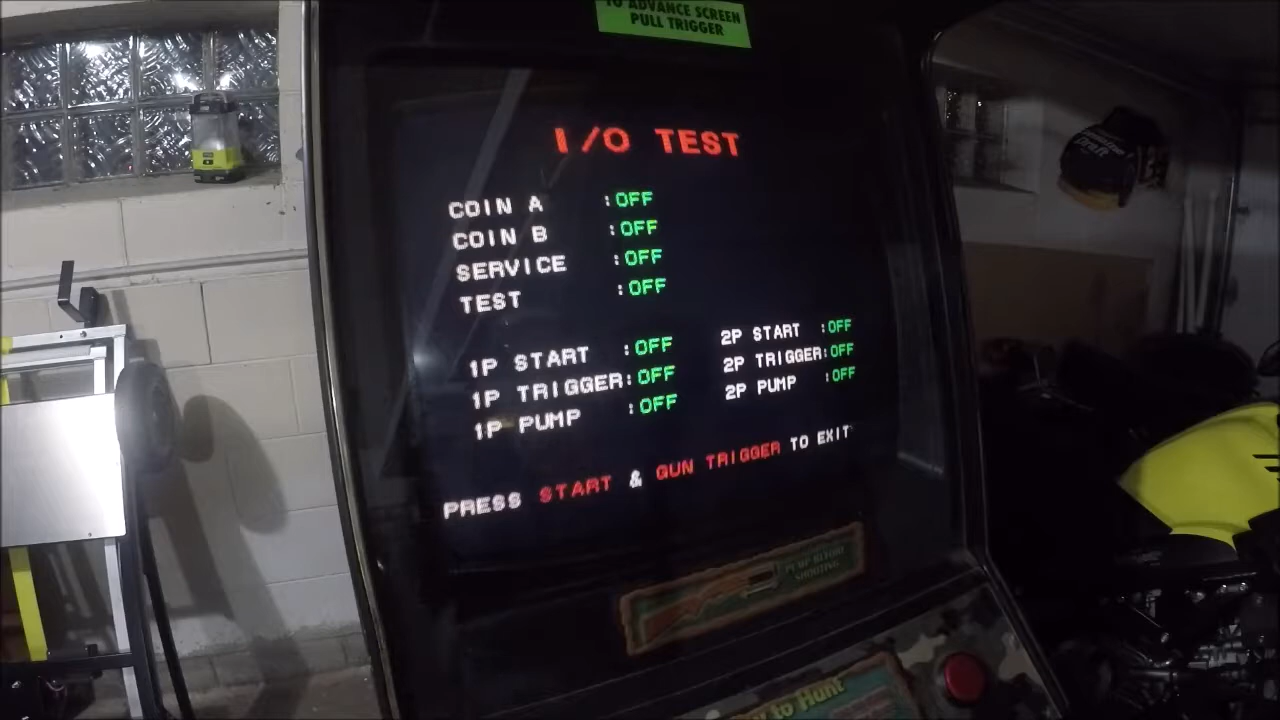 TO ADVANCE SCREEN
PULL TRIGGER
I/O TEST
COIN A :OFF
COIN B :OFF
SERVICE :OFF
TEST :OFF
1P START :OFF 2P START :OFF
1P TRIGGER:OFF 2P TRIGGER:OFF
1P PUMP :OFF 2P PUMP :OFF
PRESS START & GUN TRIGGER TO EXIT
PUMP BEFORE
SHOOTING
to Hunt